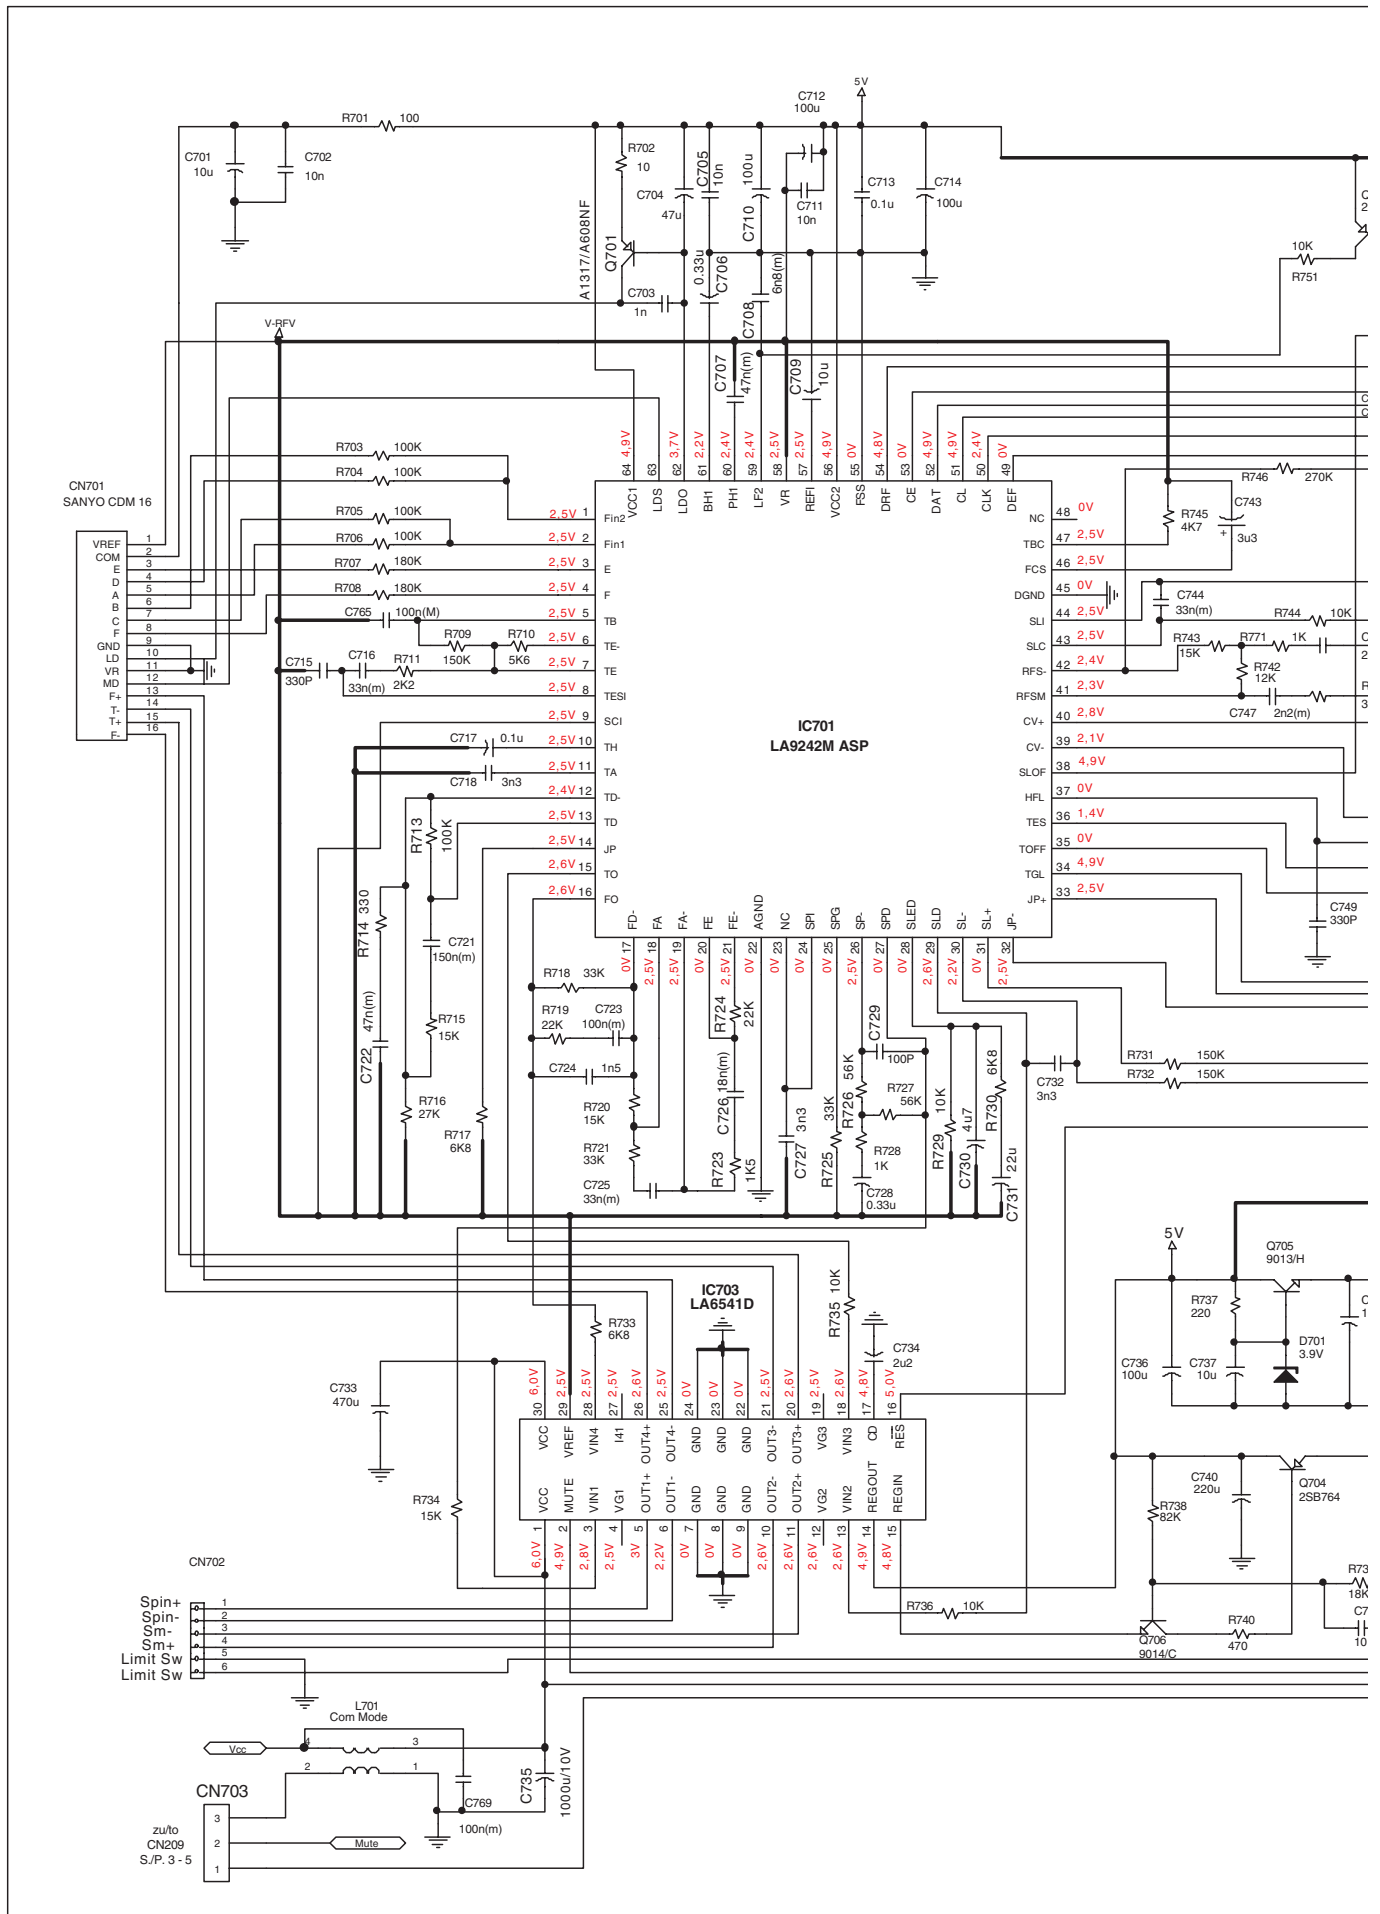 5V
C712
100u
R701 100
C701
10u
C702
10n
R702
10
C704
47u
C705
10n
C710
100u
C711
10n
C713
0.1u
C714
100u
Q
2
10K
R751
A1317/A608NF
Q701
C703
1n
0.33u
C706
C708
6n8(m)
V-RFV
C707
47n(m)
C709
10u
C
C
R703 100K
R704 100K
R705 100K
R706 100K
R707 180K
R708 180K
CN701
SANYO CDM 16
VREF 1
COM 2
E 3
D 4
A 5
B 6
C 7
F 8
GND 9
LD 10
VR 11
MD 12
F+ 13
T- 14
T+ 15
F- 16
C765 100n(M)
R709
150K
R710
5K6
C715
330P
C716
33n(m)
R711
2K2
C717 0.1u
C718 3n3
4,9V 64 VCC1
63 LDS
3,7V 62 LDO
2,2V 61 BH1
2,4V 60 PH1
2,4V 59 LF2
2,5V 58 VR
2,5V 57 REFI
4,9V 56 VCC2
0V 55 FSS
4,8V 54 DRF
0V 53 CE
4,9V 52 DAT
4,9V 51 CL
2,4V 50 CLK
0V 49 DEF
2,5V 1 Fin2
2,5V 2 Fin1
2,5V 3 E
2,5V 4 F
2,5V 5 TB
2,5V 6 TE-
2,5V 7 TE
2,5V 8 TESI
2,5V 9 SCI
2,5V 10 TH
2,5V 11 TA
2,4V 12 TD-
2,5V 13 TD
2,5V 14 JP
2,6V 15 TO
2,6V 16 FO
IC701
LA9242M ASP
NC 48 0V
TBC 47 2,5V
FCS 46 2,5V
DGND 45 0V
SLI 44 2,5V
SLC 43 2,5V
RFS- 42 2,4V
RFSM 41 2,3V
CV+ 40 2,8V
CV- 39 2,1V
SLOF 38 4,9V
HFL 37 0V
TES 36 1,4V
TOFF 35 0V
TGL 34 4,9V
JP+ 33 2,5V
FD- 17 0V
FA 18 2,5V
FA- 19 2,5V
FE 20 0V
FE- 21 2,5V
AGND 22 0V
NC 23 0V
SPI 24 0V
SPG 25 0V
SP- 26 2,5V
SPD 27 0V
SLED 28 0V
SLD 29 2,6V
SL- 30 2,2V
SL+ 31 0V
JP- 32 2,5V
R746 270K
R745
4K7
C743
+ 3u3
C744
33n(m)
R744 10K
R743
15K
R771 1K
C
2
R742
12K
C747 2n2(m)
R
3
C749
330P
R713
100K
R714 330
C721
150n(m)
47n(m)
C722
R715
15K
R716
27K
R717
6K8
R718 33K
R719
22K
C723
100n(m)
C724 1n5
R720
15K
R721
33K
C725
33n(m)
R724
22K
18n(m)
C726
R723
1K5
3n3
C727
33K
R725
C729
100P
56K
R726
R727
56K
R728
1K
C728
0.33u
10K
R729
4u7
C730
6K8
R730
22u
C731
C732
3n3
R731 150K
R732 150K
IC703
LA6541D
R733
6K8
R735 10K
C734
2u2
C733
470u
6,0V 30 VCC
2,5V 29 VREF
2,5V 28 VIN4
27 I41
2,6V 26 OUT4+
2,5V 25 OUT4-
0V 24 GND
0V 23 GND
0V 22 GND
2,5V 21 OUT3-
2,6V 20 OUT3+
2,5V 19 VG3
2,6V 18 VIN3
4,8V 17 CD
5,0V 16 RES
VCC 1 6,0V
MUTE 2 4,9V
VIN1 3 2,8V
VG1 4 2,5V
OUT1+ 5 3V
OUT1- 6 2,2V
GND 7 0V
GND 8 0V
GND 9 0V
OUT2- 10 2,6V
OUT2+ 11 2,6V
VG2 12 2,6V
VIN2 13 2,6V
REGOUT 14 4,9V
REGIN 15 4,8V
R734
15K
R736 10K
5V
Q705
9013/H
R737
220
D701
3.9V
C736
100u
C737
10u
C
1
C740
220u
Q704
2SB764
R738
82K
R73
18K
C7
10
Q706
9014/C
R740
470
CN702
Spin+ 1
Spin- 2
Sm- 3
Sm+ 4
Limit Sw 5
Limit Sw 6
L701
Com Mode
Vcc 4 3
2 1
C735
1000u/10V
C769
100n(m)
CN703
zu/to
CN209
S./P. 3 - 5
3
2 Mute
1